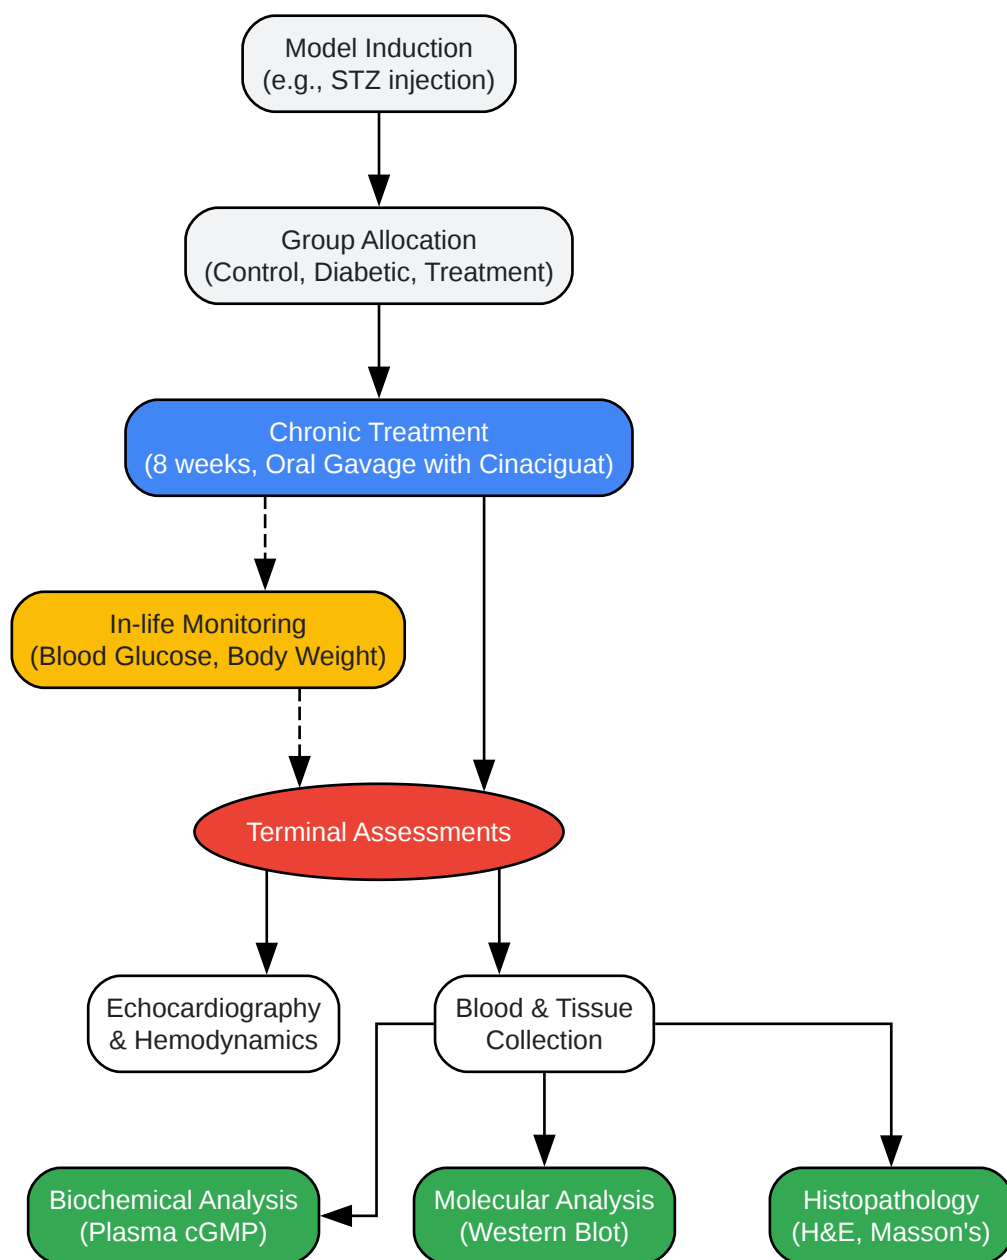 Model Induction
(e.g., STZ injection)
Group Allocation
(Control, Diabetic, Treatment)
Chronic Treatment
(8 weeks, Oral Gavage with Cinaciguat)
In-life Monitoring
(Blood Glucose, Body Weight)
Terminal Assessments
Echocardiography
& Hemodynamics
Blood & Tissue
Collection
Biochemical Analysis
(Plasma cGMP)
Molecular Analysis
(Western Blot)
Histopathology
(H&E, Masson's)